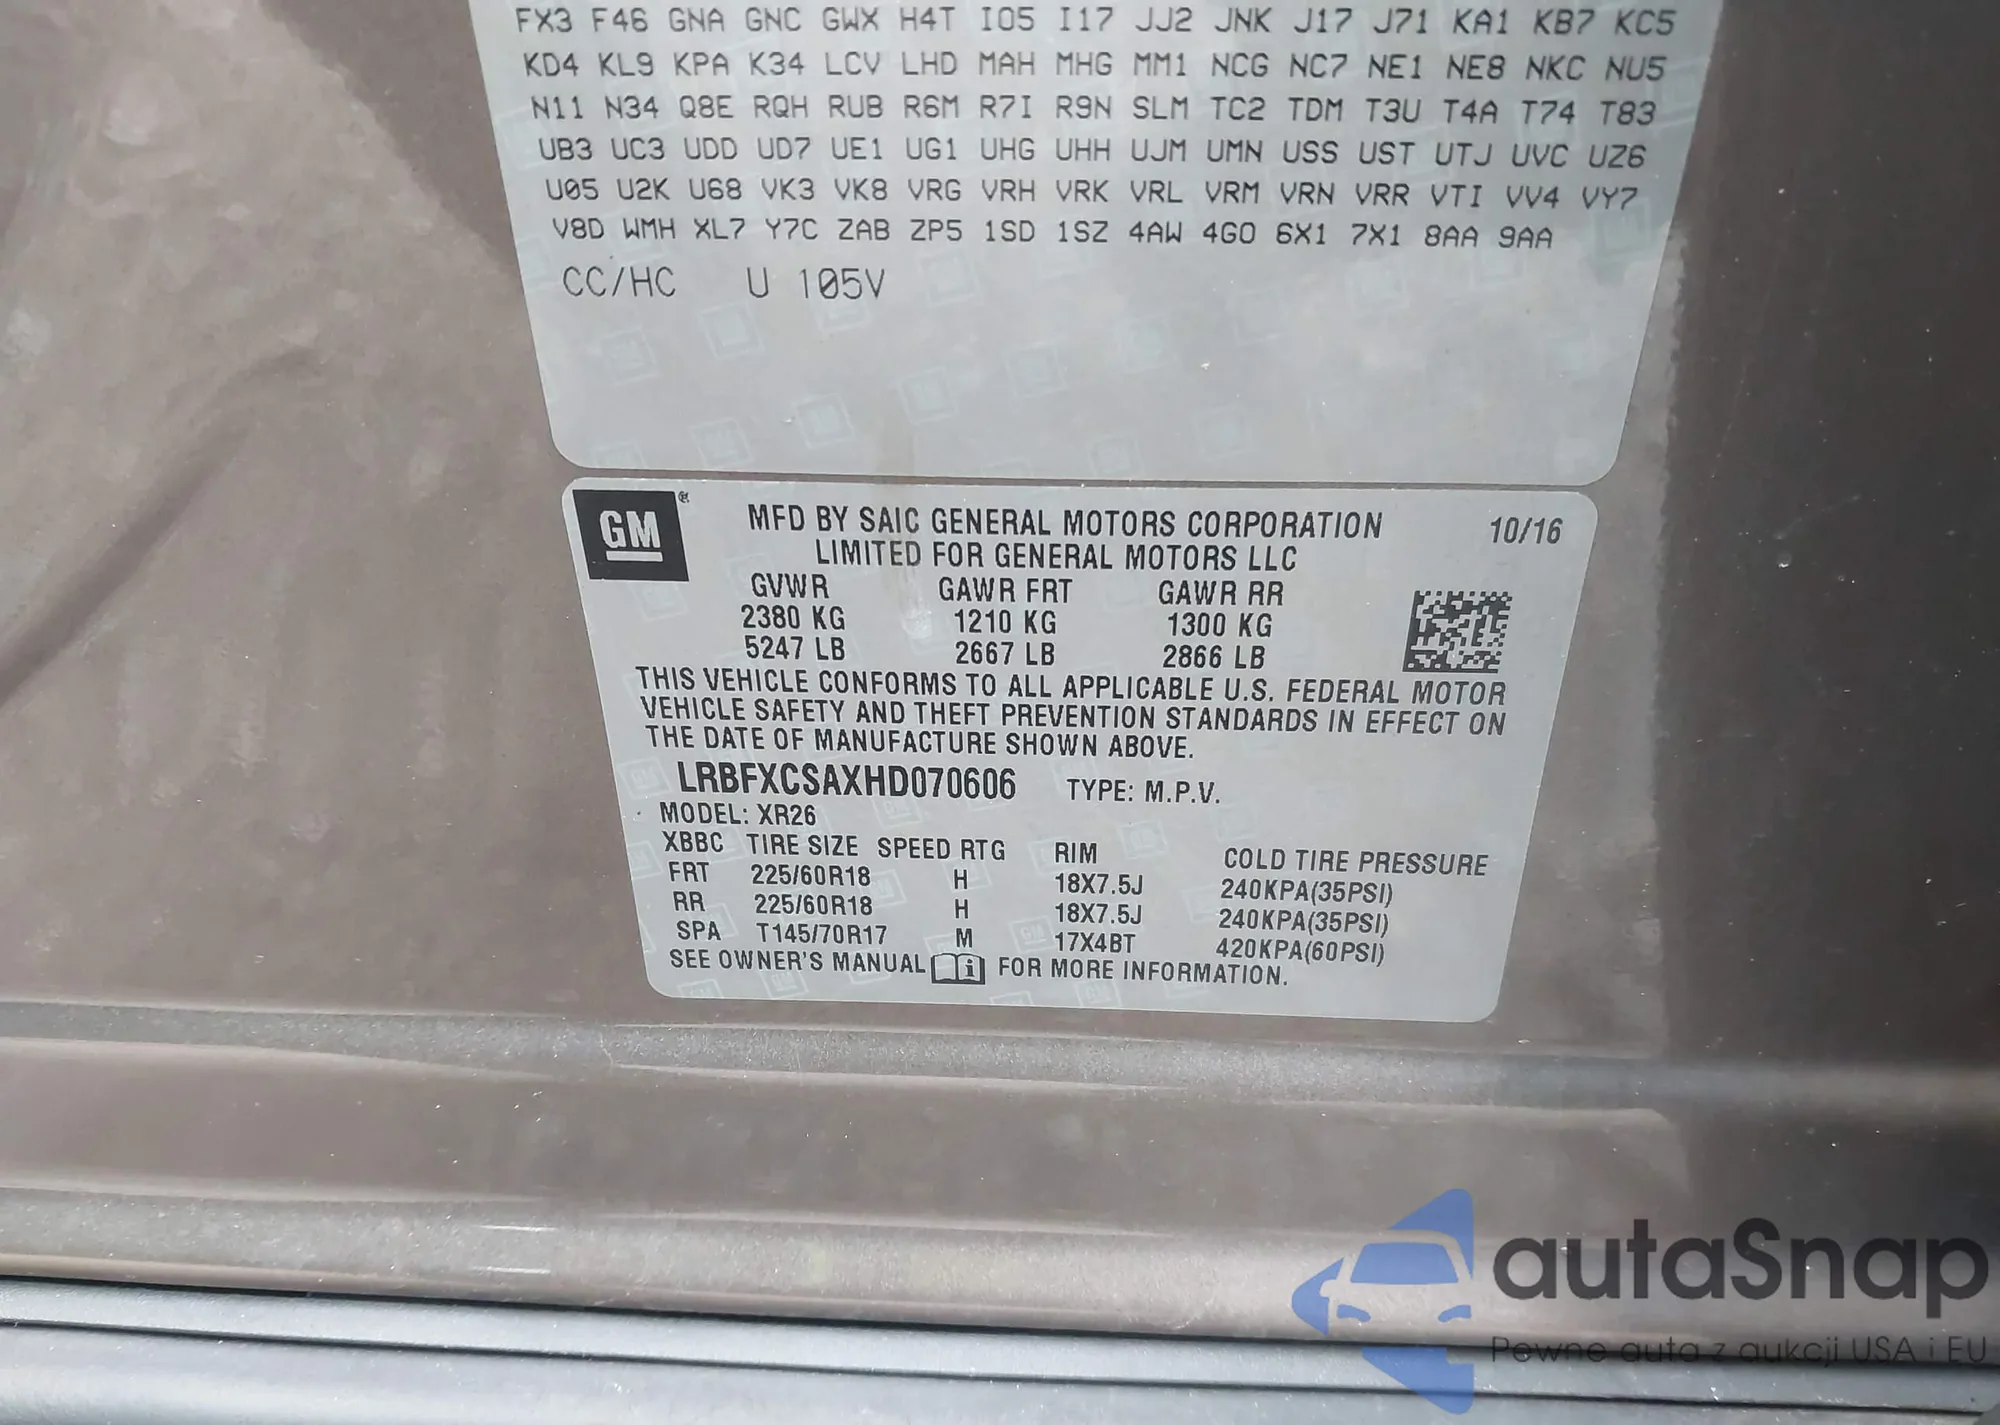 FX3 F46 GNA GNC GWX H4T IO5 I17 JJ2 JNK J17 J71 KA1 KB7 KC5
KD4 KL9 KPA K34 LCV LHD MAH MHG MM1 NCG NC7 NE1 NE8 NKC NU5
N11 N34 Q8E RQH RUB R6M R7I R9N SLM TC2 TDM T3U T4A T74 T83
UB3 UC3 UDD UD7 UE1 UG1 UHG UHH UJM UMN USS UST UTJ UVC UZ6
U05 U2K U68 VK3 VK8 VRG VRH VRK VRL VRM VRN VRR VTI VV4 VY7
V8D WMH XL7 Y7C ZAB ZP5 1SD 1SZ 4AW 4GO 6X1 7X1 8AA 9AA
CC/HC U 105V
GM®
MFD BY SAIC GENERAL MOTORS CORPORATION 10/16
LIMITED FOR GENERAL MOTORS LLC
GVWR GAWR FRT GAWR RR
2380 KG 1210 KG 1300 KG
5247 LB 2667 LB 2866 LB
THIS VEHICLE CONFORMS TO ALL APPLICABLE U.S. FEDERAL MOTOR
VEHICLE SAFETY AND THEFT PREVENTION STANDARDS IN EFFECT ON
THE DATE OF MANUFACTURE SHOWN ABOVE.
LRBFXCSAXHD070606 TYPE: M.P.V.
MODEL: XR26
XBBC TIRE SIZE SPEED RTG RIM COLD TIRE PRESSURE
FRT 225/60R18 H 18X7.5J 240KPA(35PSI)
RR 225/60R18 H 18X7.5J 240KPA(35PSI)
SPA T145/70R17 M 17X4BT 420KPA(60PSI)
SEE OWNER'S MANUAL FOR MORE INFORMATION.
autaSnap
Pewne auta z aukcji USA i EU